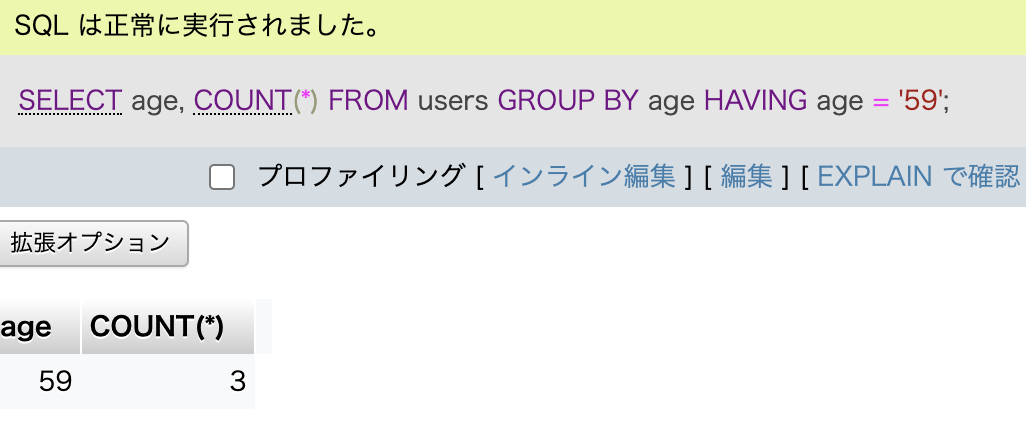 SQL は正常に実行されました。
SELECT age, COUNT(*) FROM users GROUP BY age HAVING age = '59';
プロファイリング [ インライン編集 ] [ 編集 ] [ EXPLAIN で確認
拡張オプション
age COUNT(*)
59 3